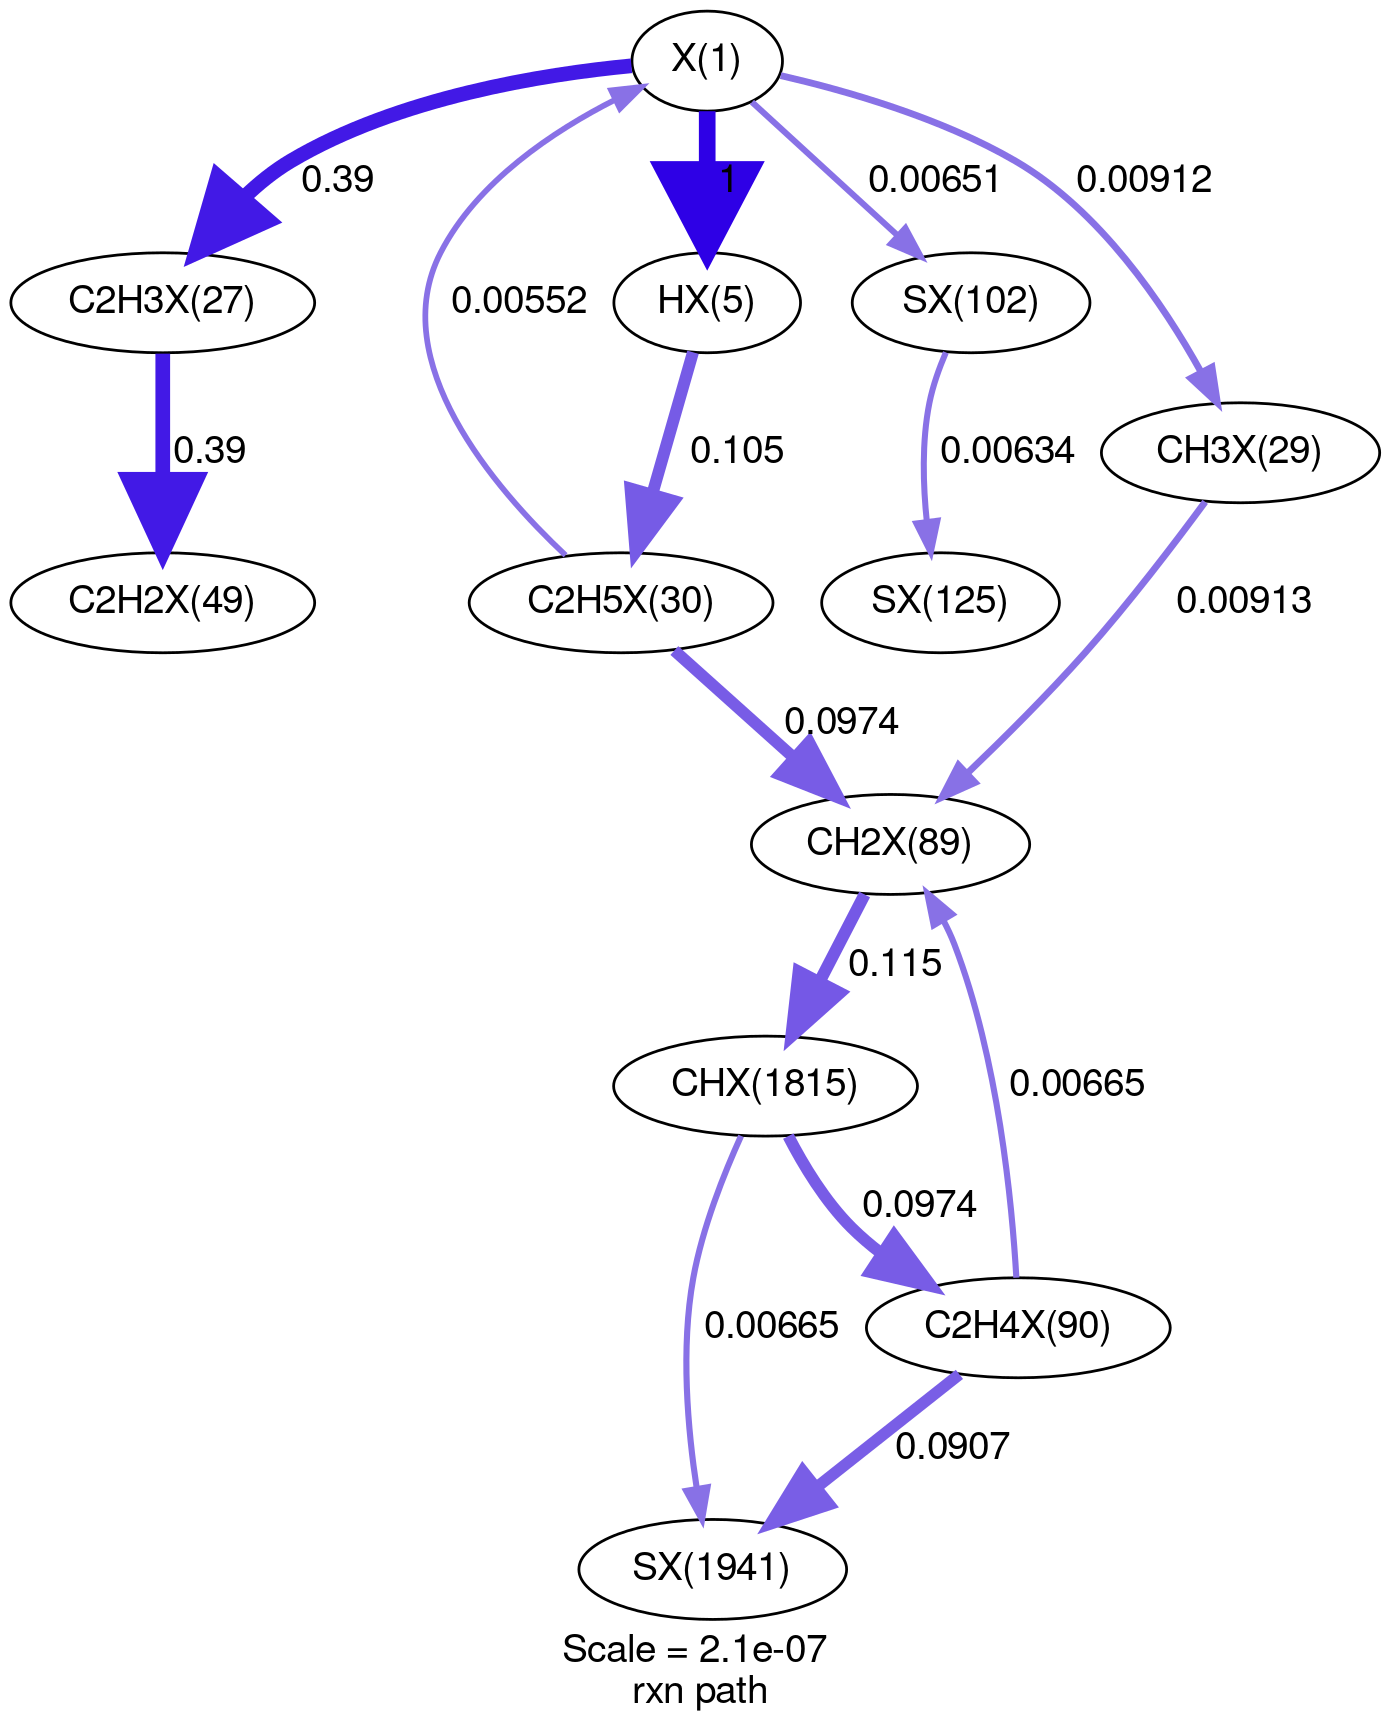 X(1)
0.39
1
0.00651
0.00912
C2H3X(27)
0.00552
HX(5)
SX(102)
0.39
0.105
0.00634
CH3X(29)
C2H2X(49)
C2H5X(30)
SX(125)
0.00913
0.0974
CH2X(89)
0.115
CHX(1815)
0.00665
0.0974
0.00665
C2H4X(90)
0.0907
SX(1941)
Scale = 2.1e-07
rxn path